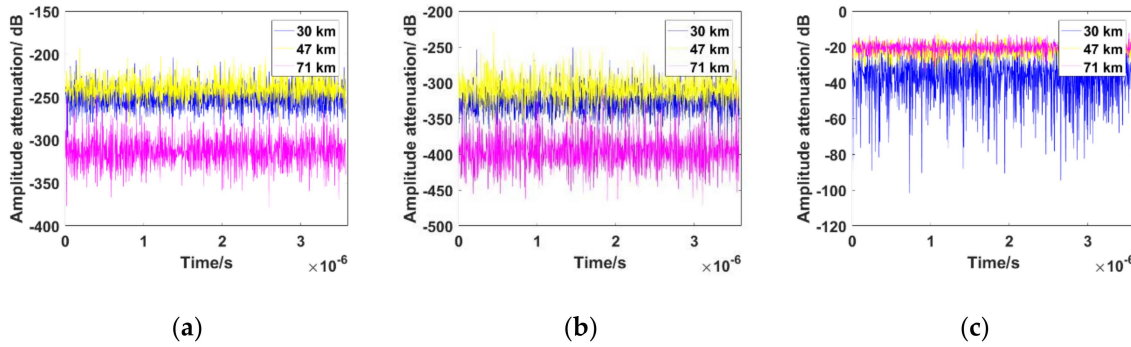 Amplitude attenuation/ dB
-150
-200
-250
-300
-350
-400
0
1
2
3
×10⁻⁶
Time/s
30 km
47 km
71 km
(a)
Amplitude attenuation/ dB
-200
-250
-300
-350
-400
-450
-500
0
1
2
3
×10⁻⁶
Time/s
30 km
47 km
71 km
(b)
Amplitude attenuation/ dB
0
-20
-40
-60
-80
-100
-120
0
1
2
3
×10⁻⁶
Time/s
30 km
47 km
71 km
(c)